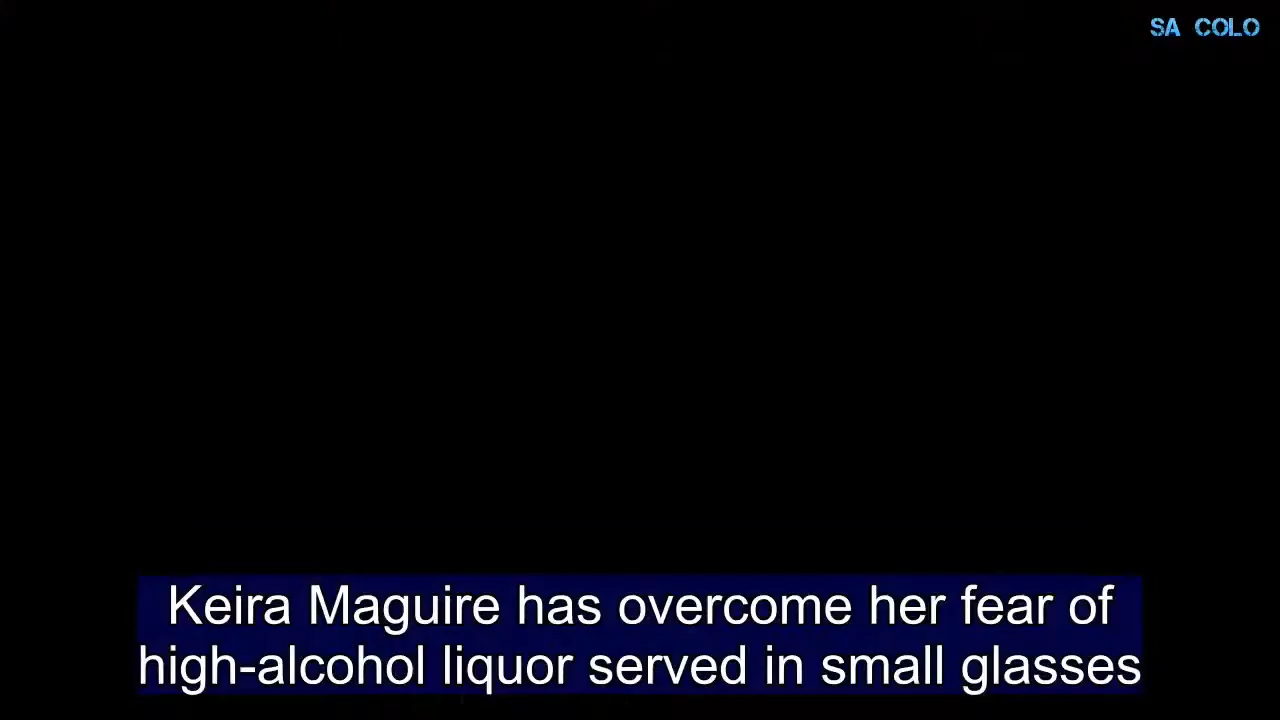 SA COLO
Keira Maguire has overcome her fear of
high-alcohol liquor served in small glasses